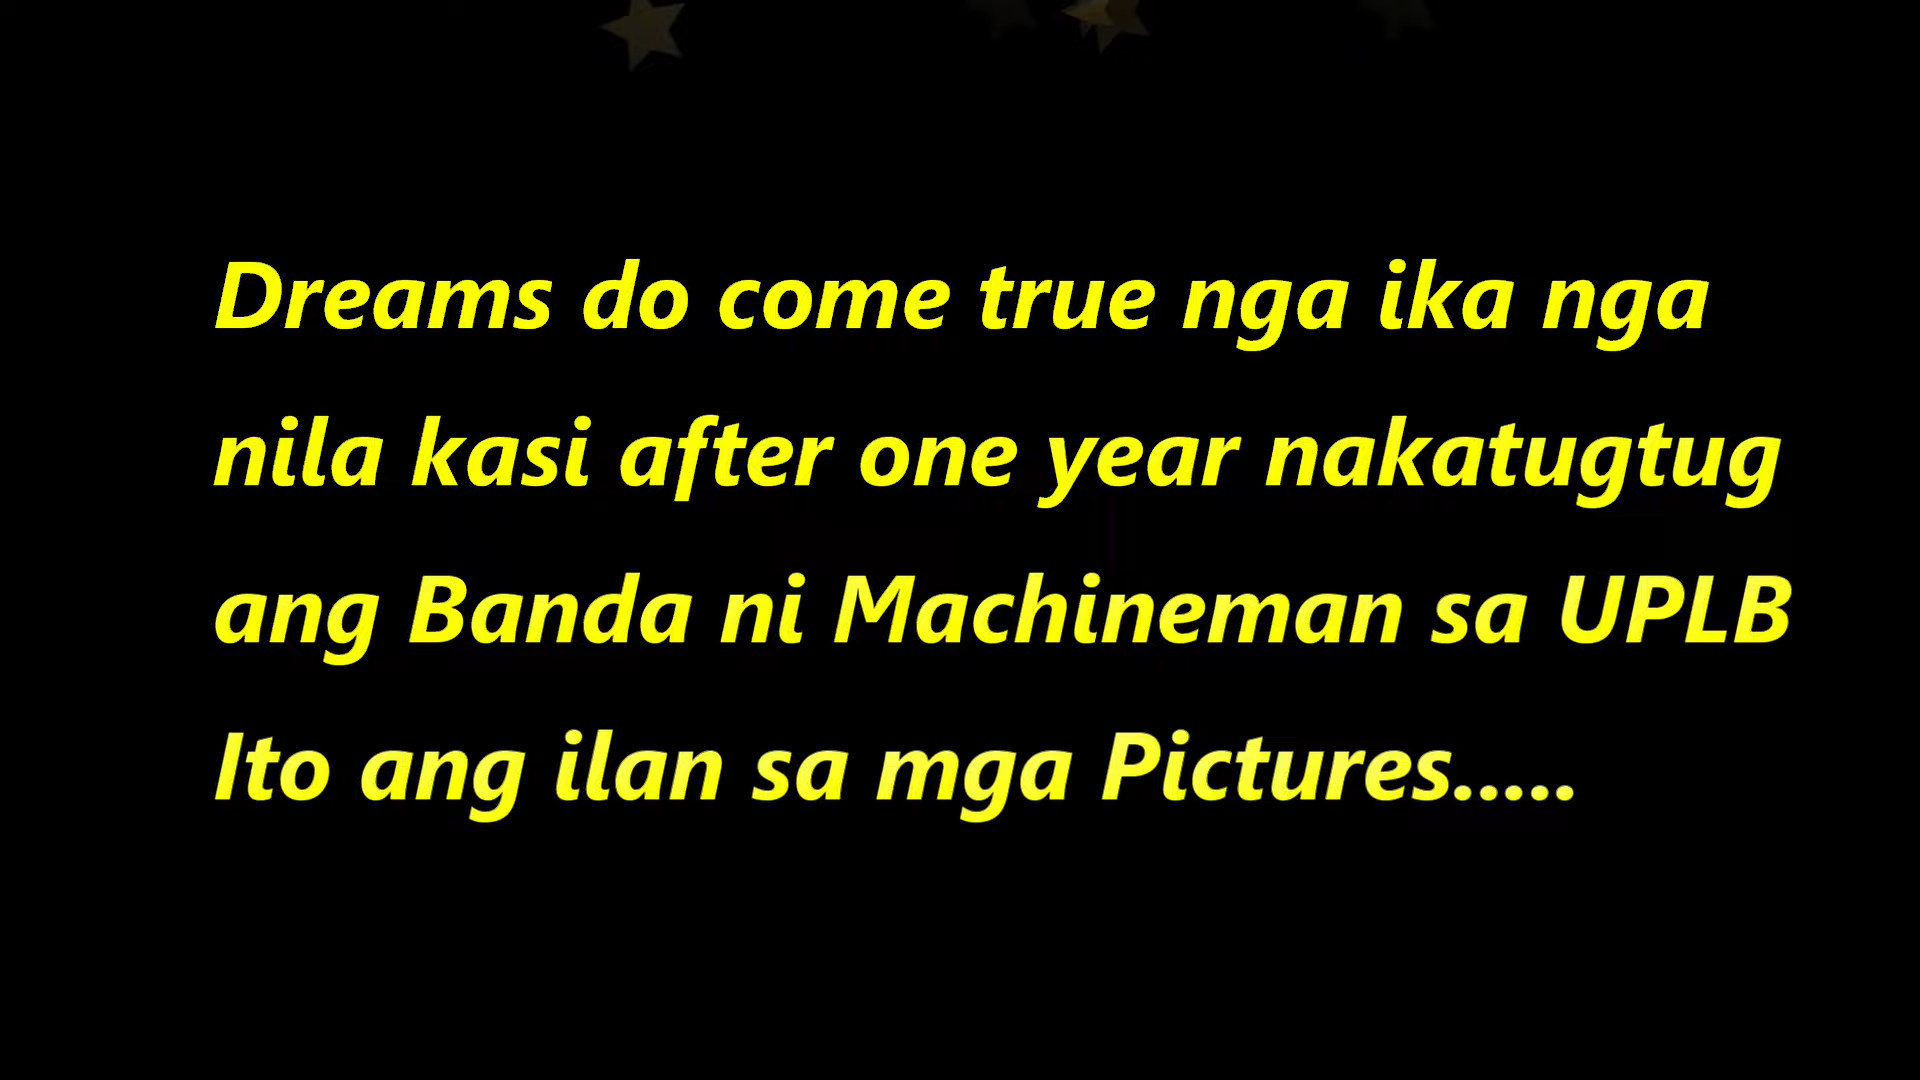 Dreams do come true nga ika nga
nila kasi after one year nakatugtug
ang Banda ni Machineman sa UPLB
Ito ang ilan sa mga Pictures.....